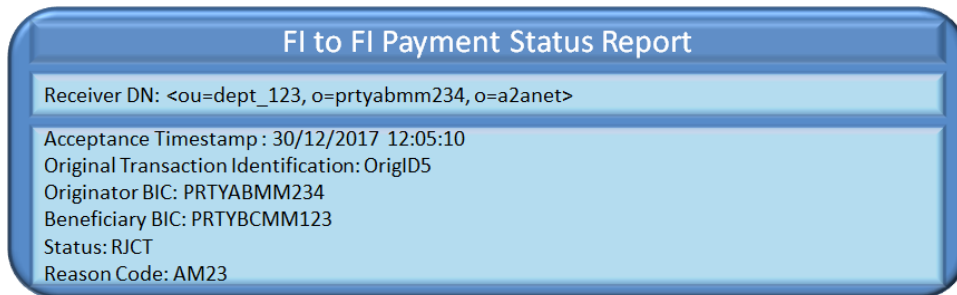 FI to FI Payment Status Report
Receiver DN: <ou=dept_123, o=prtyabmm234, o=a2anet>
Acceptance Timestamp : 30/12/2017 12:05:10
Original Transaction Identification: OrigID5
Originator BIC: PRTYABMM234
Beneficiary BIC: PRTYBCMM123
Status: RJCT
Reason Code: AM23